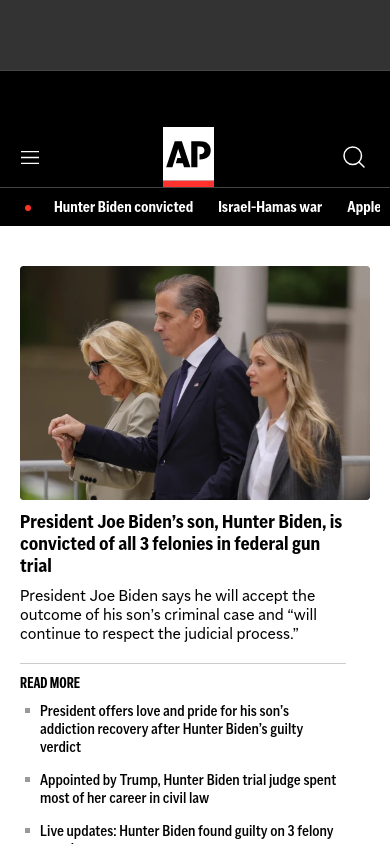 AP
Hunter Biden convicted Israel-Hamas war Apple
President Joe Biden’s son, Hunter Biden, is
convicted of all 3 felonies in federal gun
trial
President Joe Biden says he will accept the
outcome of his son’s criminal case and “will
continue to respect the judicial process.”
READ MORE
President offers love and pride for his son’s
addiction recovery after Hunter Biden’s guilty
verdict
Appointed by Trump, Hunter Biden trial judge spent
most of her career in civil law
Live updates: Hunter Biden found guilty on 3 felony